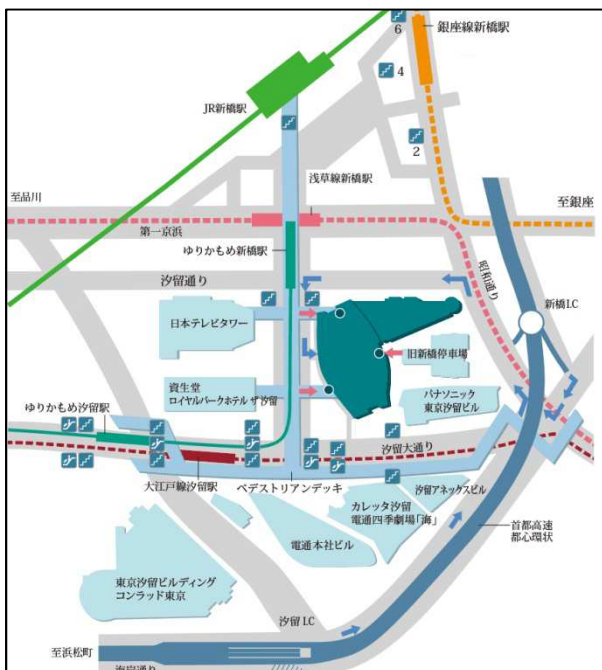 6
銀座線新橋駅
4
JR新橋駅
2
至品川
浅草線新橋駅
至銀座
第一京浜
ゆりかもめ新橋駅
汐留通り
昭和通り
新橋I.C
日本テレビタワー
旧新橋停車場
資生堂
ロイヤルパークホテル ザ 汐留
パナソニック
東京汐留ビル
ゆりかもめ汐留駅
汐留大通り
大江戸線汐留駅
ペデストリアンデッキ
汐留アネックスビル
カレッタ汐留
電通四季劇場「海」
首都高速
都心環状
電通本社ビル
東京汐留ビルディング
コンラッド東京
汐留 I.C
至浜松町
海岸通り